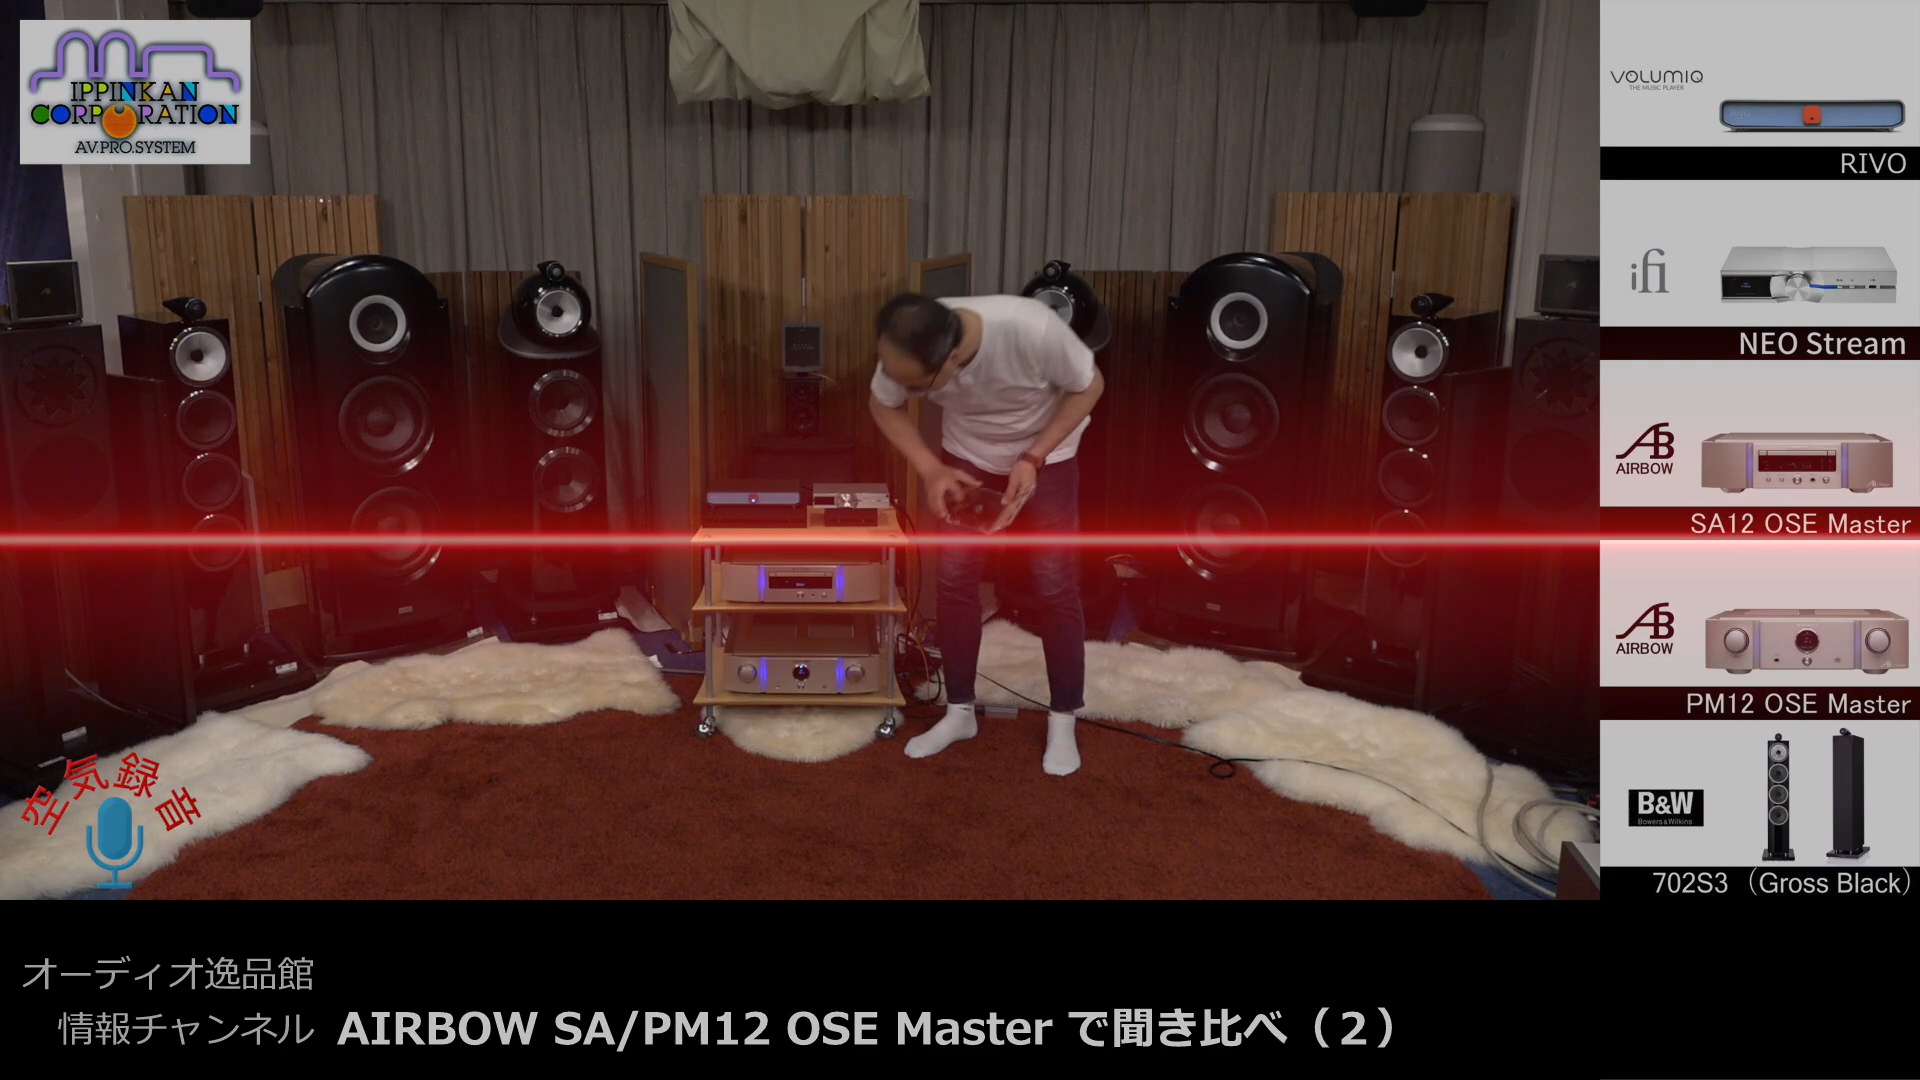 IPPINKAN
CORPORATION
AV.PRO.SYSTEM
VOLUMIO
THE MUSIC PLAYER
RIVO
ifi
NEO Stream
AB
AIRBOW
SA12 OSE Master
AB
AIRBOW
PM12 OSE Master
B&W
Bowers & Wilkins
702S3 （Gross Black）
空気録音
オーディオ逸品館
情報チャンネル AIRBOW SA/PM12 OSE Master で聞き比べ（２）